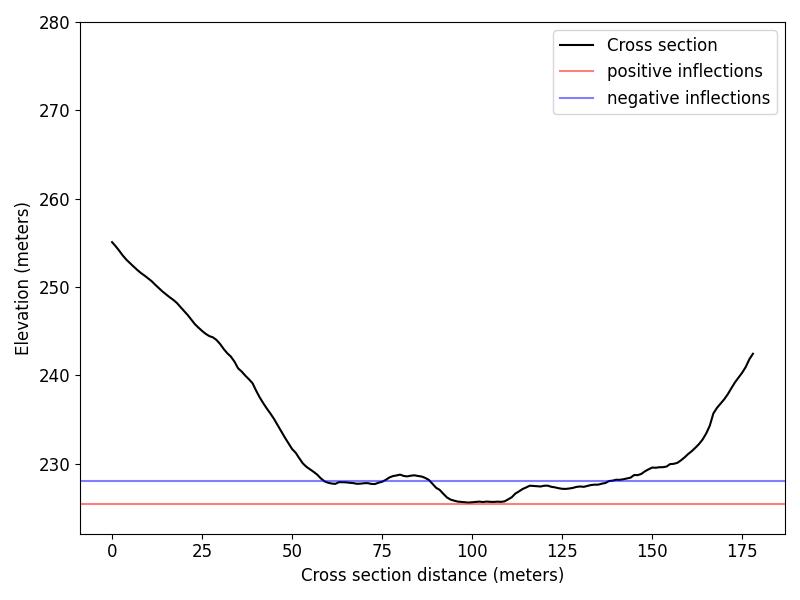 280
270
260
250
240
230
Elevation (meters)
Cross section
positive inflections
negative inflections
0 25 50 75 100 125 150 175
Cross section distance (meters)